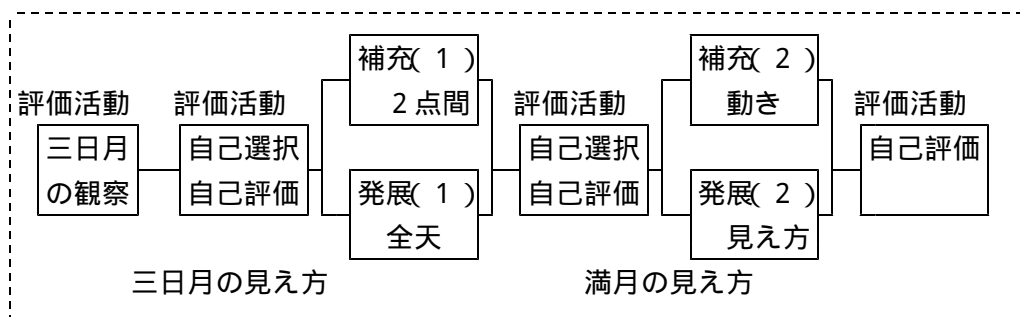 評価活動
三日月
の観察
評価活動
自己選択
自己評価
補充(1)
2点間
発展(1)
全天
三日月の見え方
評価活動
自己選択
自己評価
補充(2)
動き
発展(2)
見え方
満月の見え方
評価活動
自己評価